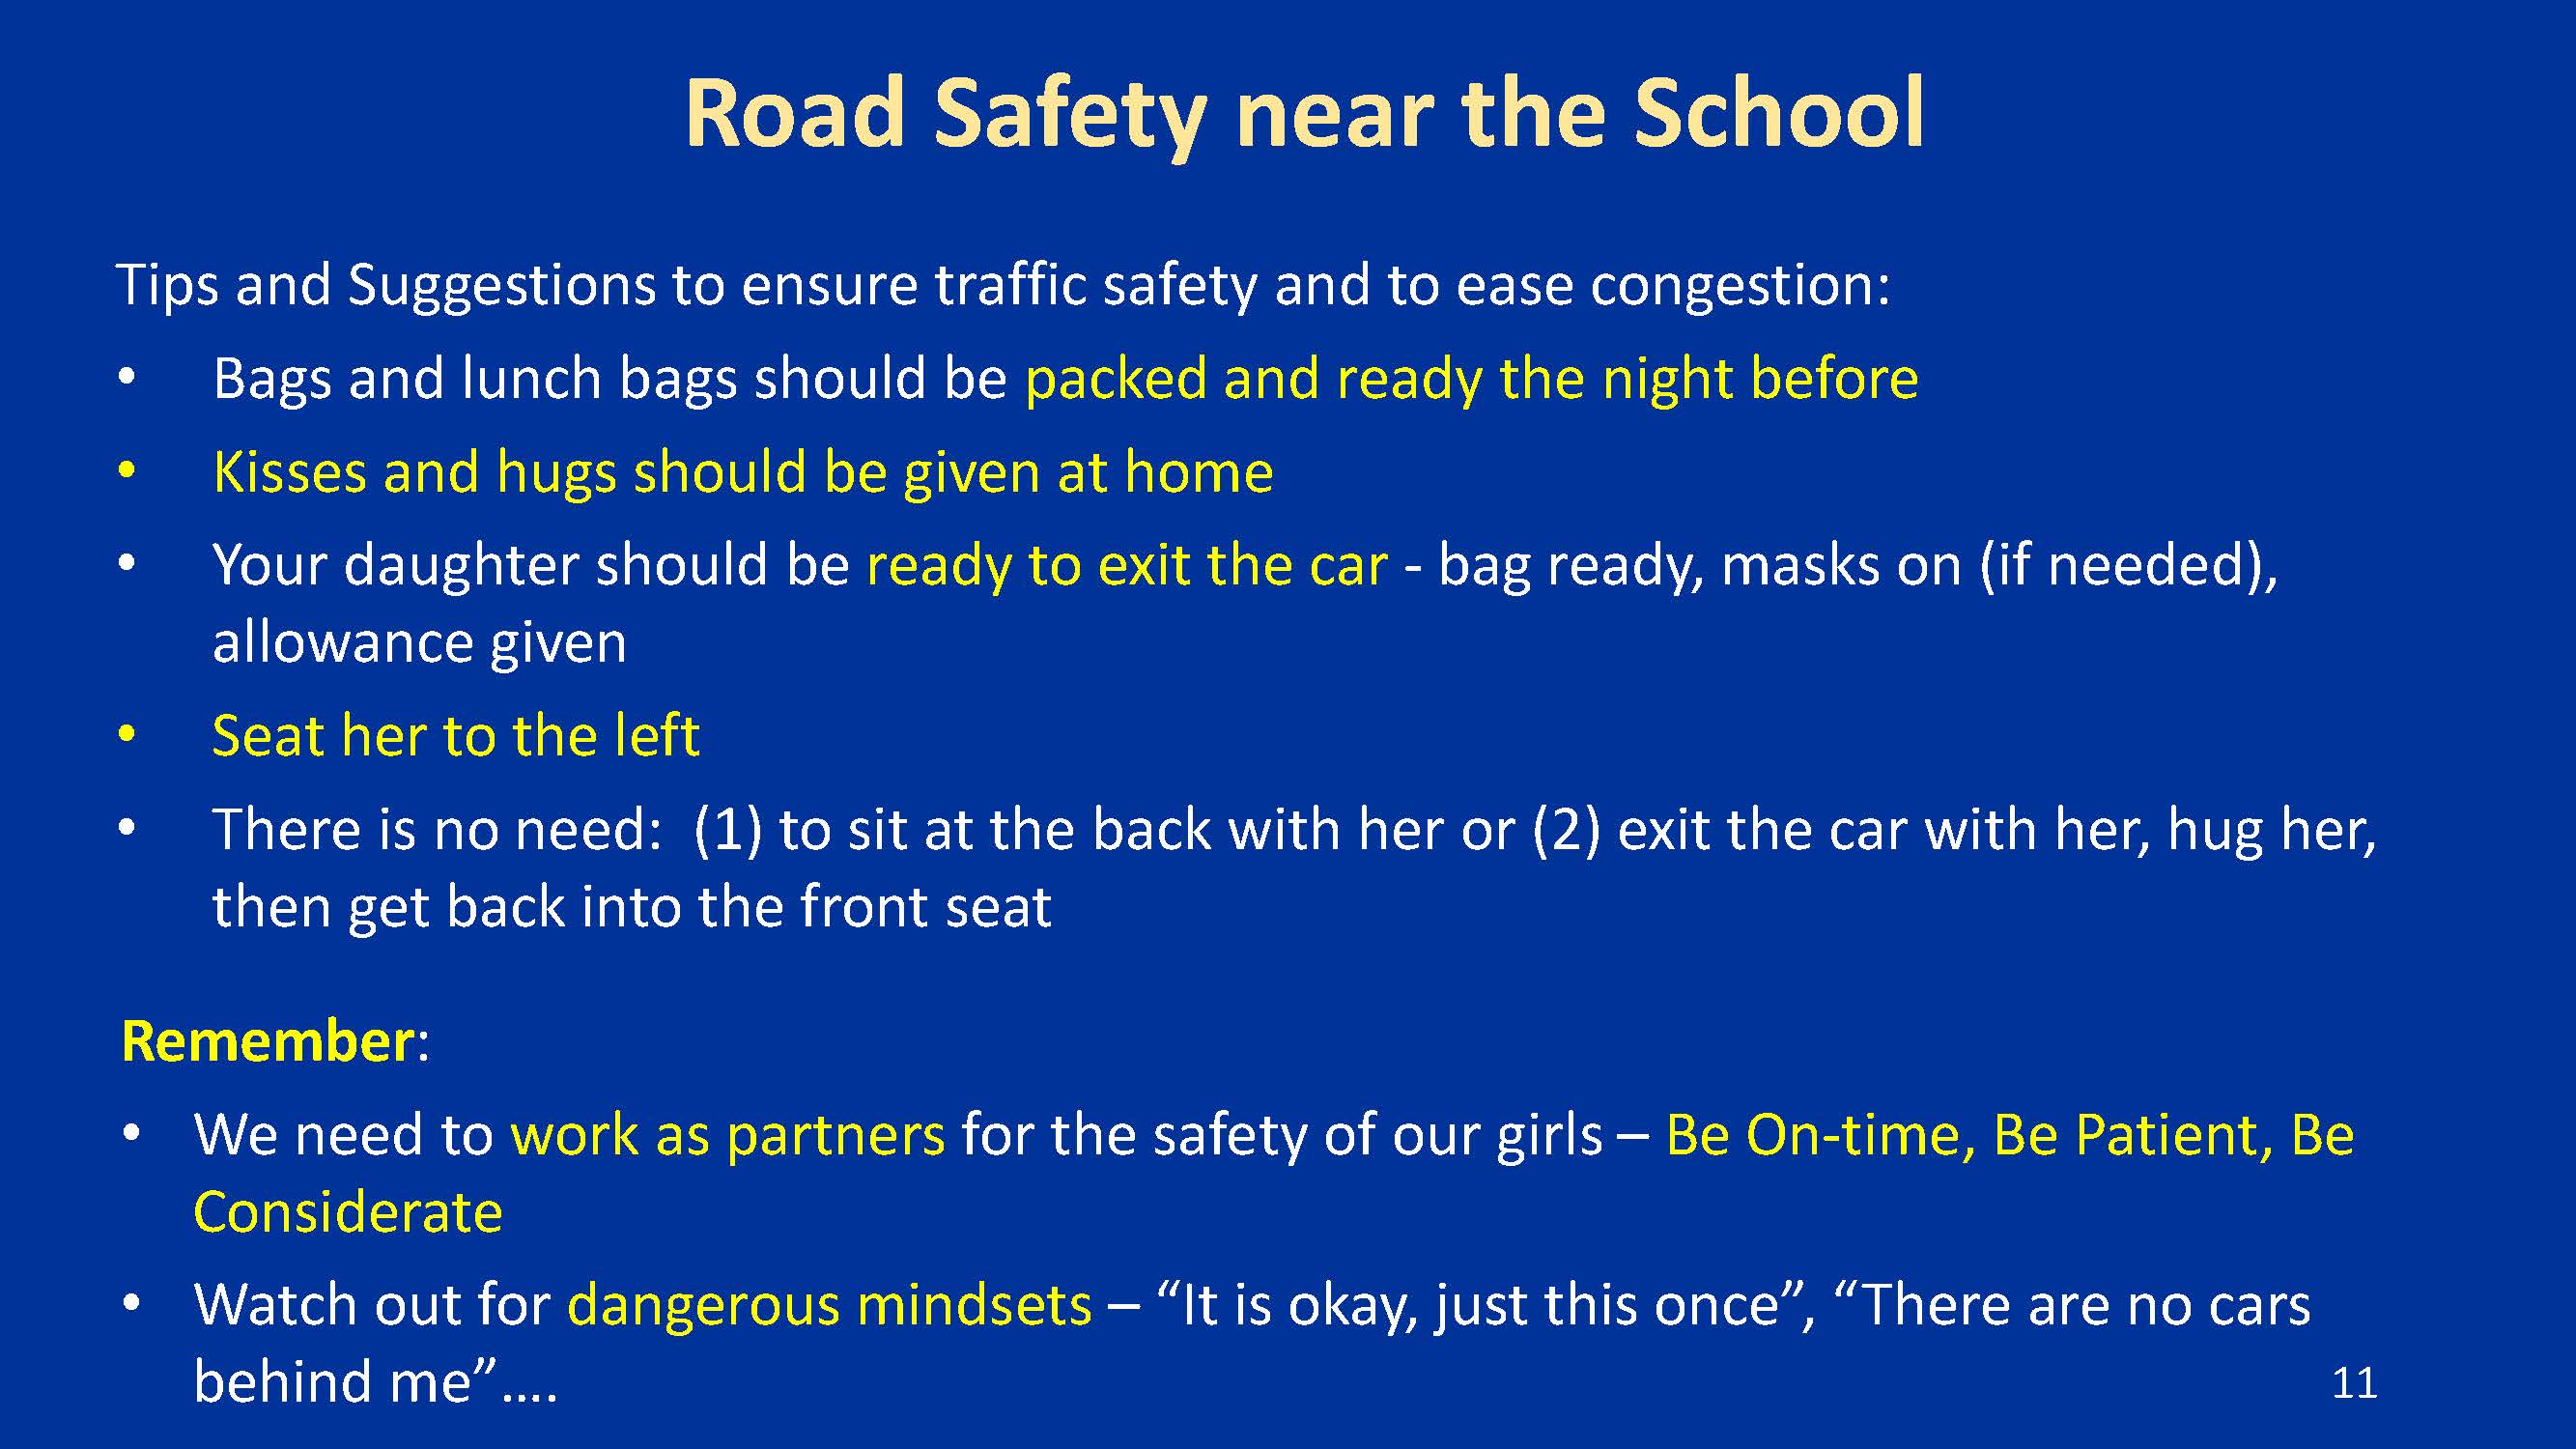 Road Safety near the School
Tips and Suggestions to ensure traffic safety and to ease congestion:
• Bags and lunch bags should be packed and ready the night before
• Kisses and hugs should be given at home
• Your daughter should be ready to exit the car - bag ready, masks on (if needed),
allowance given
• Seat her to the left
• There is no need: (1) to sit at the back with her or (2) exit the car with her, hug her,
then get back into the front seat
Remember:
• We need to work as partners for the safety of our girls – Be On-time, Be Patient, Be
Considerate
• Watch out for dangerous mindsets – “It is okay, just this once”, “There are no cars
behind me”….
11